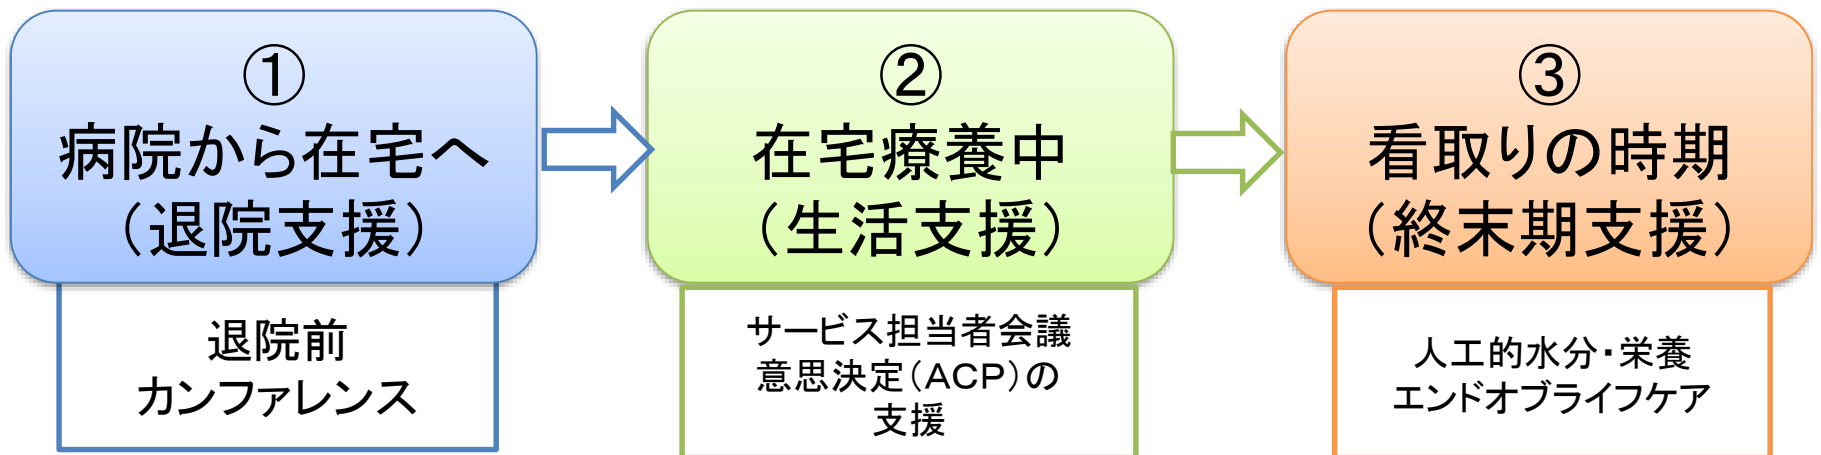 ①
病院から在宅へ
（退院支援）
退院前
カンファレンス
②
在宅療養中
（生活支援）
サービス担当者会議
意思決定（ACP）の
支援
③
看取りの時期
（終末期支援）
人工的水分・栄養
エンドオブライフケア